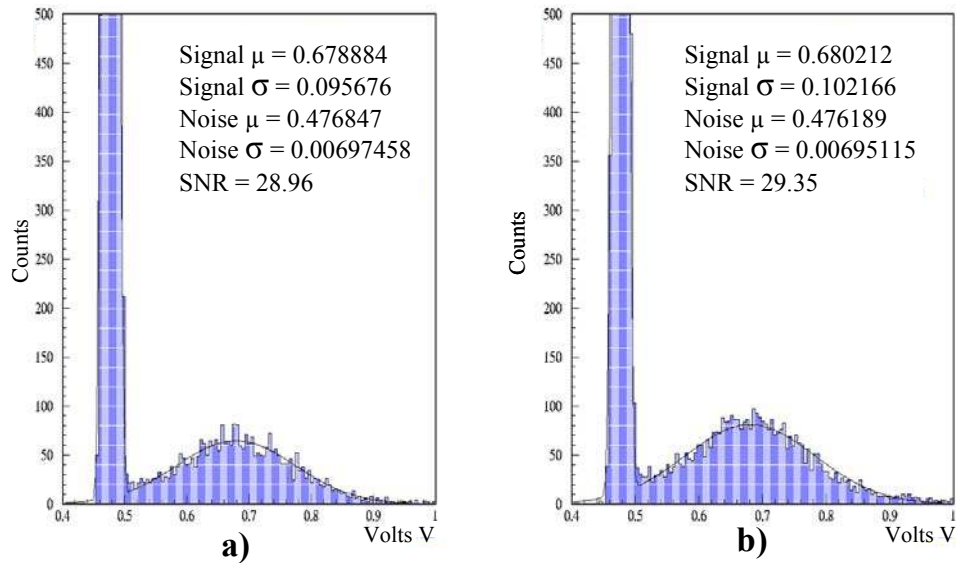 500
450
400
350
300
250
200
150
100
50
0
Counts
Signal μ = 0.678884
Signal σ = 0.095676
Noise μ = 0.476847
Noise σ = 0.00697458
SNR = 28.96
0.4 0.5 0.6 0.7 0.8 0.9 1
Volts V
a)
500
450
400
350
300
250
200
150
100
50
0
Counts
Signal μ = 0.680212
Signal σ = 0.102166
Noise μ = 0.476189
Noise σ = 0.00695115
SNR = 29.35
0.4 0.5 0.6 0.7 0.8 0.9 1
Volts V
b)